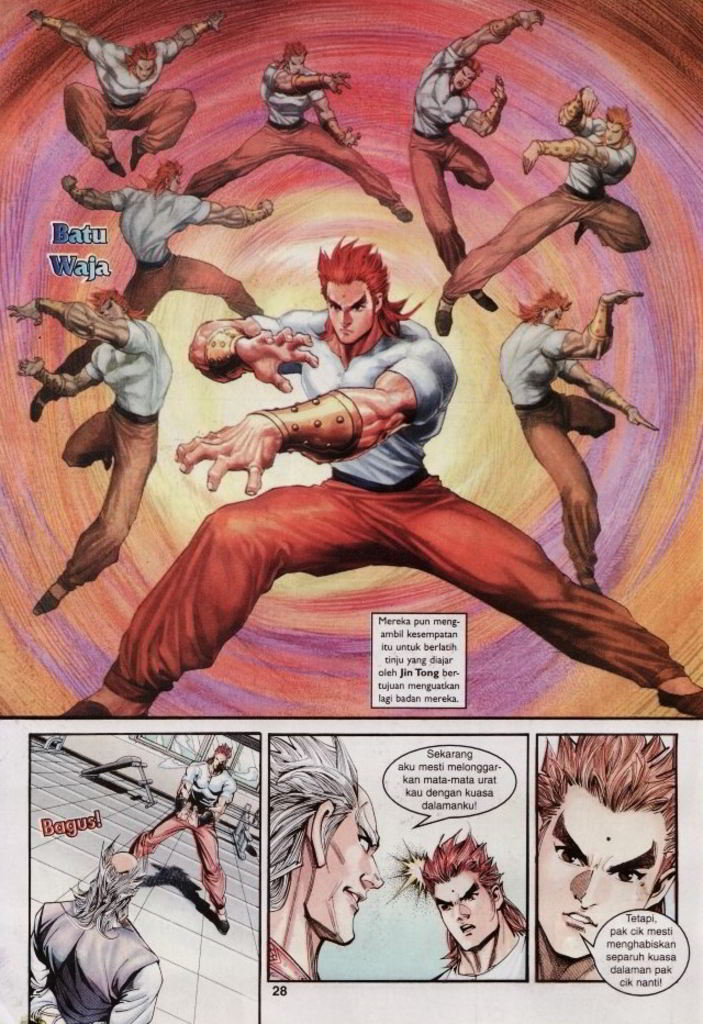 Batu
Waja
Mereka pun meng-
ambil kesempatan
itu untuk berlatih
tinju yang diajar
oleh Jin Tong ber-
tujuan menguatkan
lagi badan mereka.
Bagus!
Sekarang
aku mesti melonggar-
kan mata-mata urat
kau dengan kuasa
dalamanku!
Tetapi,
pak cik mesti
menghabiskan
separuh kuasa
dalaman pak
cik nanti!
28